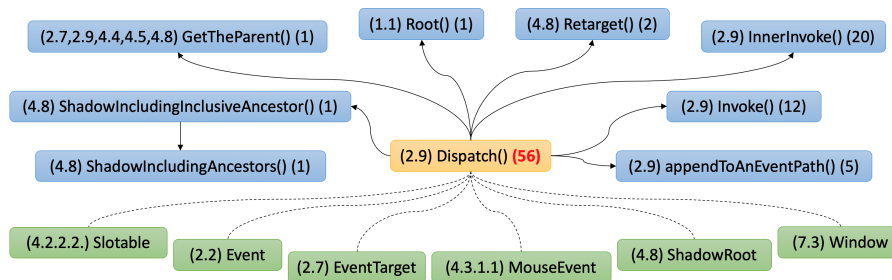 (2.7,2.9,4.4,4.5,4.8) GetTheParent() (1)
(1.1) Root() (1)
(4.8) Retarget() (2)
(2.9) InnerInvoke() (20)
(4.8) ShadowIncludingInclusiveAncestor() (1)
(2.9) Invoke() (12)
(2.9) Dispatch() (56)
(4.8) ShadowIncludingAncestors() (1)
(2.9) appendToAnEventPath() (5)
(4.2.2.2.) Slotable
(2.2) Event
(2.7) EventTarget
(4.3.1.1) MouseEvent
(4.8) ShadowRoot
(7.3) Window